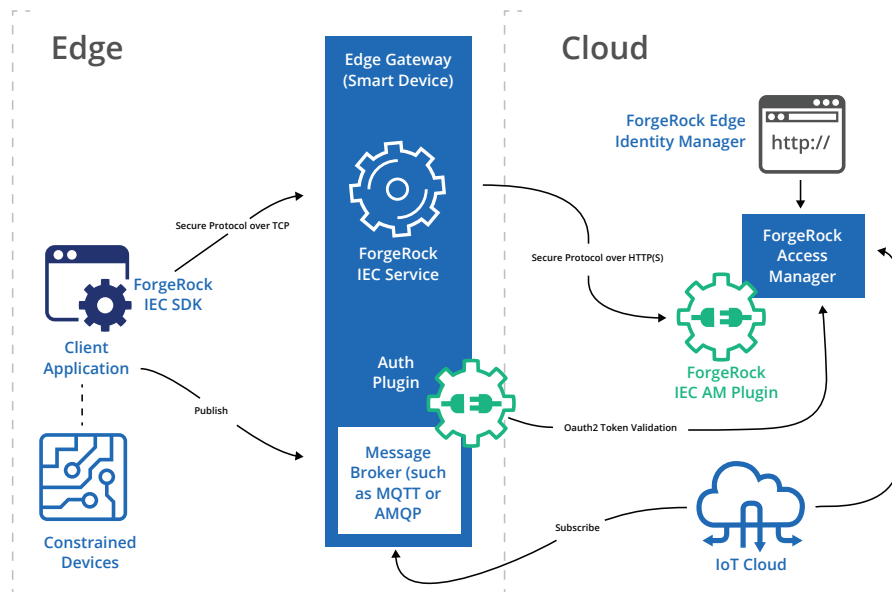 Edge
Cloud
Edge Gateway
(Smart Device)
ForgeRock Edge
Identity Manager
http://
Secure Protocol over TCP
ForgeRock
IEC Service
Secure Protocol over HTTP(S)
ForgeRock
Access
Manager
ForgeRock
IEC SDK
Client
Application
Auth
Plugin
ForgeRock
IEC AM Plugin
Publish
Oauth2 Token Validation
Message
Broker (such
as MQTT or
AMQP
Subscribe
Constrained
Devices
IoT Cloud